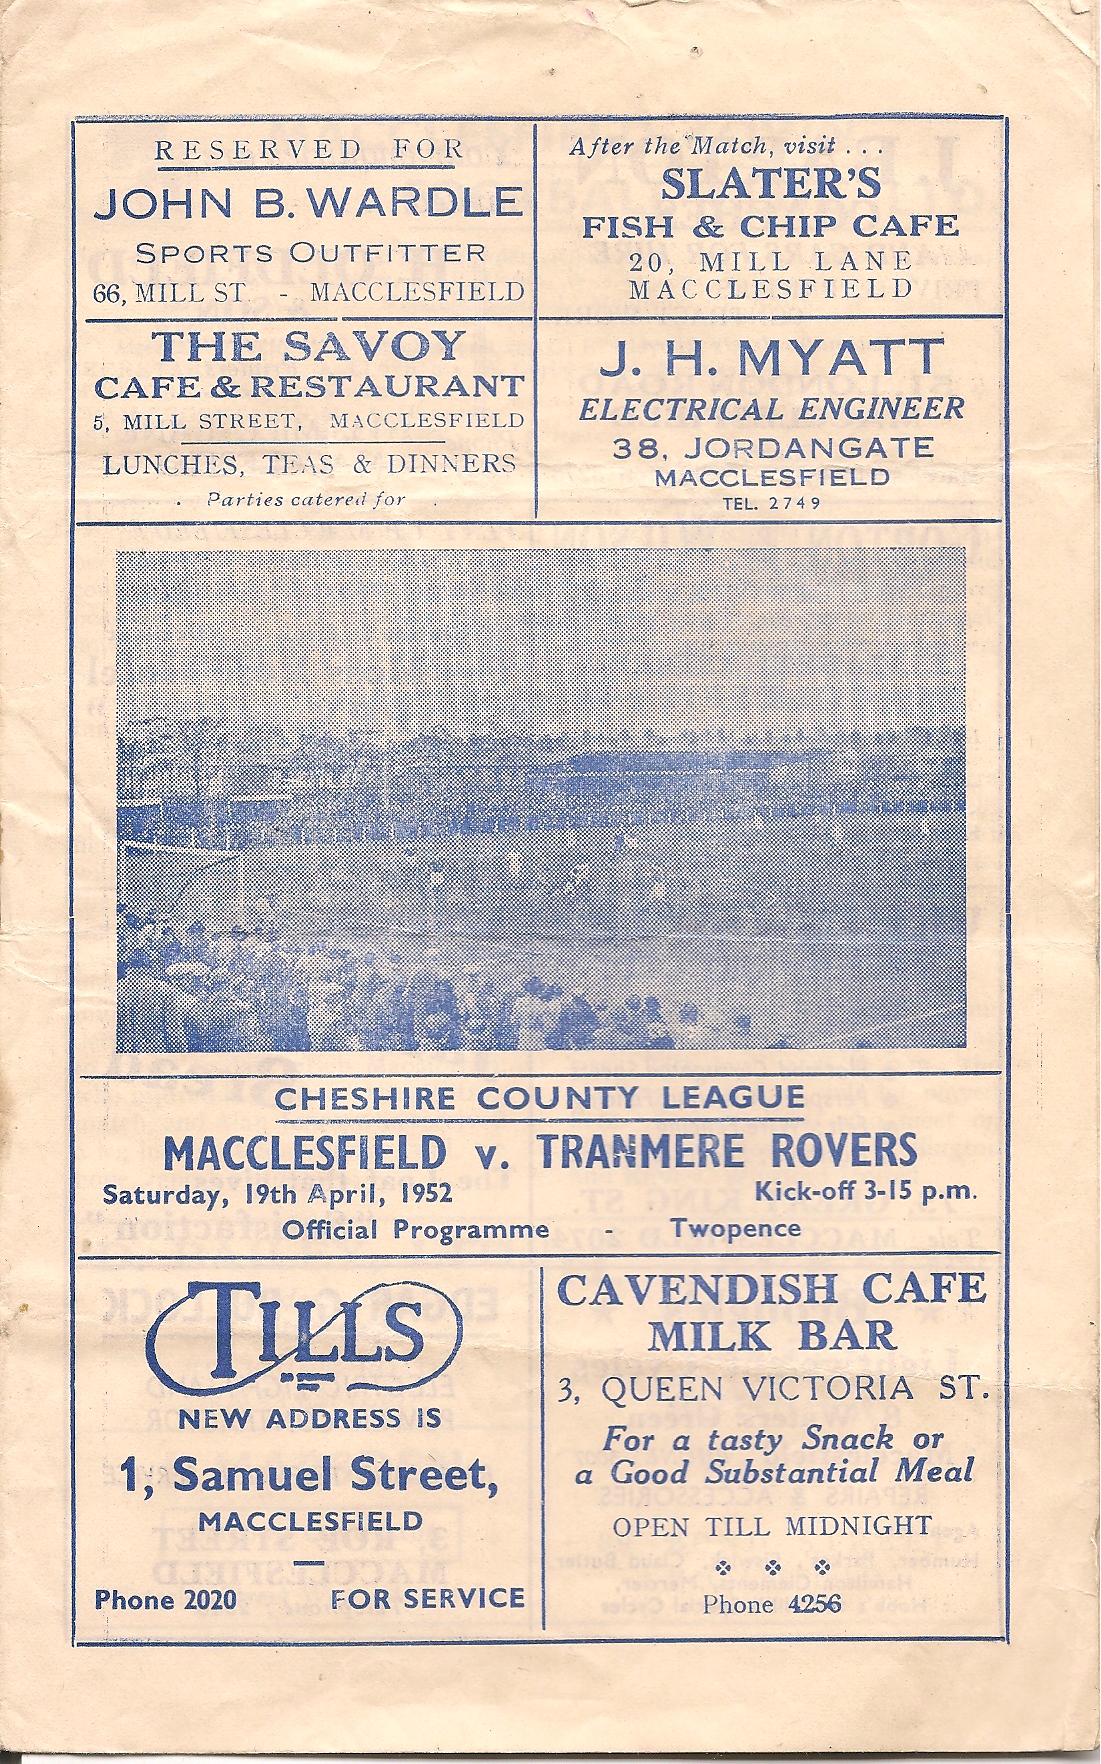 RESERVED FOR
JOHN B. WARDLE
SPORTS OUTFITTER
66, MILL ST. - MACCLESFIELD
After the Match, visit . . .
SLATER'S
FISH & CHIP CAFE
20, MILL LANE
MACCLESFIELD
THE SAVOY
CAFE & RESTAURANT
5, MILL STREET, MACCLESFIELD
LUNCHES, TEAS & DINNERS
. Parties catered for .
J. H. MYATT
ELECTRICAL ENGINEER
38, JORDANGATE
MACCLESFIELD
TEL. 2749
CHESHIRE COUNTY LEAGUE
MACCLESFIELD v. TRANMERE ROVERS
Saturday, 19th April, 1952 Kick-off 3-15 p.m.
Official Programme - Twopence
TILLS
NEW ADDRESS IS
1, Samuel Street,
MACCLESFIELD
Phone 2020 FOR SERVICE
CAVENDISH CAFE
MILK BAR
3, QUEEN VICTORIA ST.
For a tasty Snack or
a Good Substantial Meal
OPEN TILL MIDNIGHT
Phone 4256